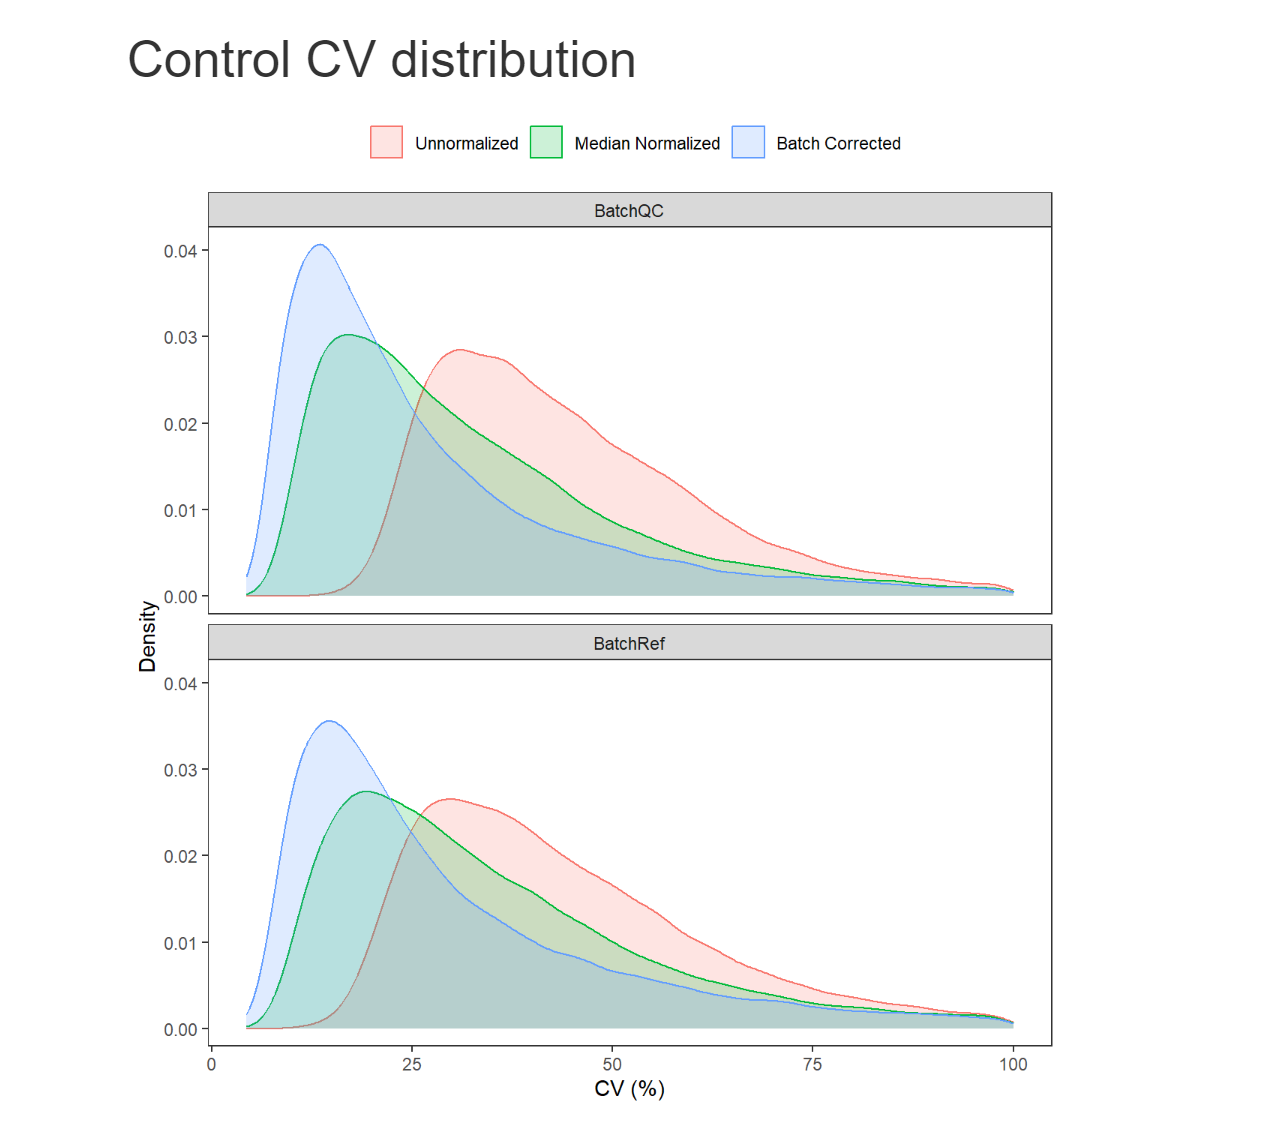 Control CV distribution
Unnormalized Median Normalized Batch Corrected
BatchQC
0.04
0.03
0.02
0.01
0.00
Density
BatchRef
0.04
0.03
0.02
0.01
0.00
0 25 50 75 100
CV (%)